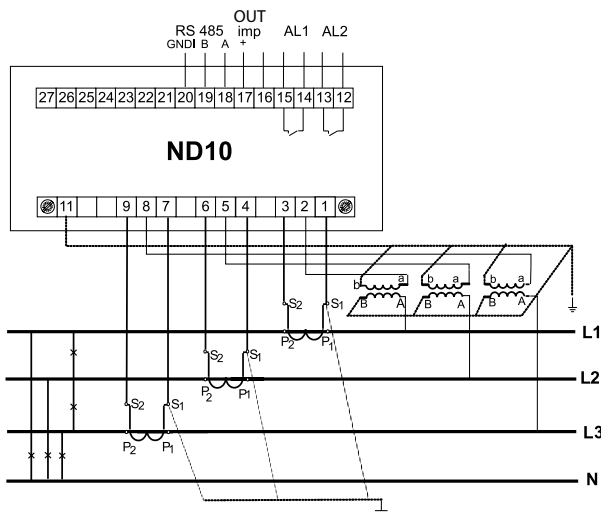 OUT
RS 485 imp AL1 AL2
GNDI B A +
27 26 25 24 23 22 21 20 19 18 17 16 15 14 13 12
ND10
11 9 8 7 6 5 4 3 2 1
b a b a b a
B A B A B A
S2 S1
L1
P2 P1
S2 S1
L2
P2 P1
S2 S1
L3
P2 P1
N